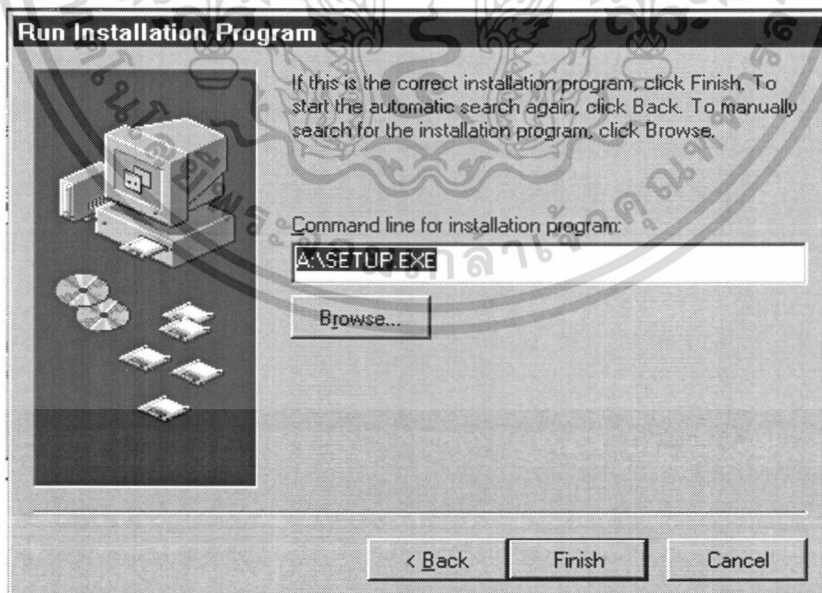 Run Installation Program
If this is the correct installation program, click Finish. To
start the automatic search again, click Back. To manually
search for the installation program, click Browse.
Command line for installation program:
A:\SETUP.EXE
Browse...
< Back
Finish
Cancel